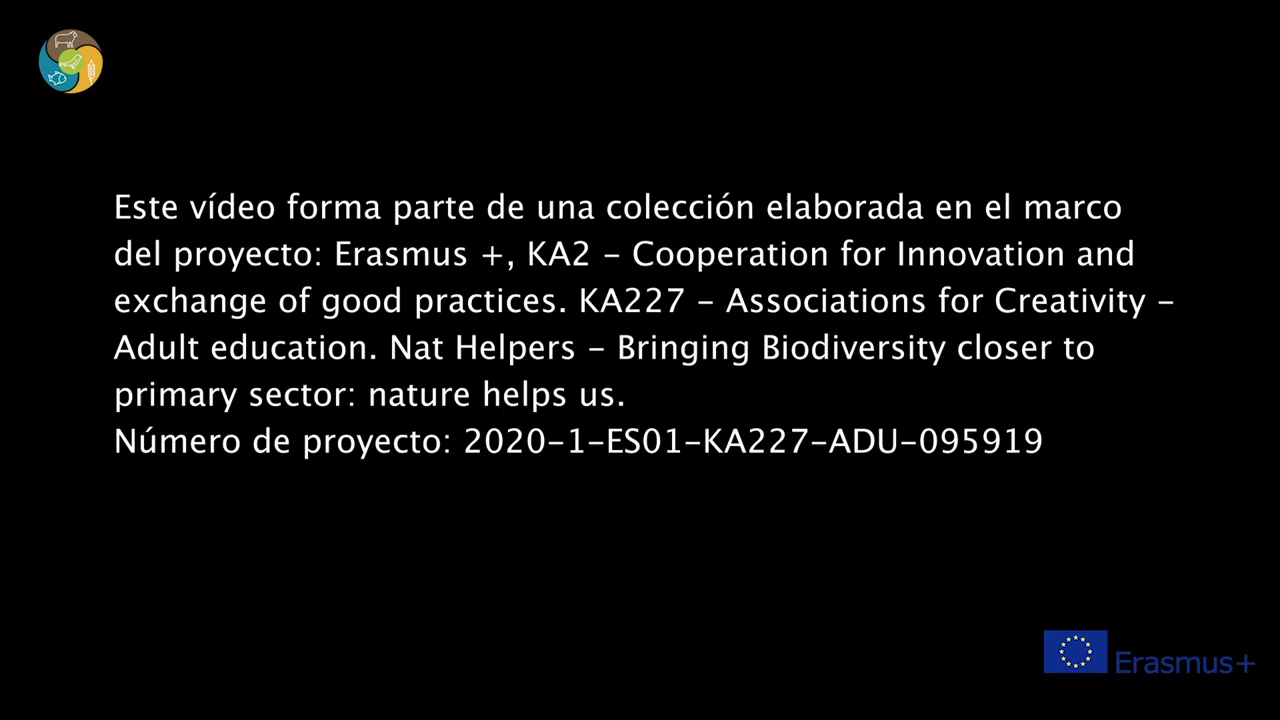 Este vídeo forma parte de una colección elaborada en el marco
del proyecto: Erasmus +, KA2 – Cooperation for Innovation and
exchange of good practices. KA227 – Associations for Creativity –
Adult education. Nat Helpers – Bringing Biodiversity closer to
primary sector: nature helps us.
Número de proyecto: 2020-1-ES01-KA227-ADU-095919
Erasmus+